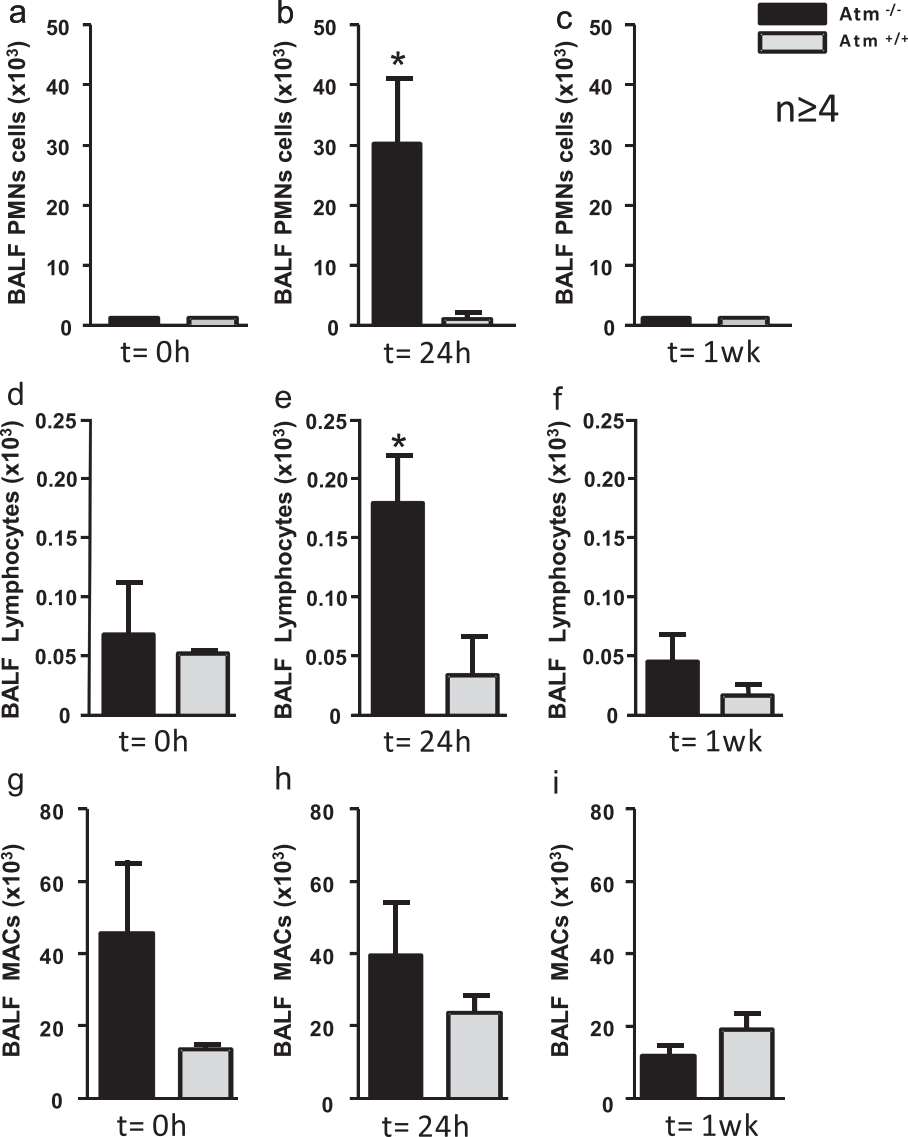 a
BALF PMNs cells (x10³)
50
40
30
20
10
0
t= 0h
b
BALF PMNs cells (x10³)
50
40
30
20
10
0
*
t= 24h
c
BALF PMNs cells (x10³)
50
40
30
20
10
0
t= 1wk
Atm -/-
Atm +/+
n≥4
d
BALF Lymphocytes (x10³)
0.25
0.20
0.15
0.10
0.05
0
t= 0h
e
BALF Lymphocytes (x10³)
0.25
0.20
0.15
0.10
0.05
0
*
t= 24h
f
BALF Lymphocytes (x10³)
0.25
0.20
0.15
0.10
0.05
0
t= 1wk
g
BALF MACs (x10³)
80
60
40
20
0
t= 0h
h
BALF MACs (x10³)
80
60
40
20
0
t= 24h
i
BALF MACs (x10³)
80
60
40
20
0
t= 1wk